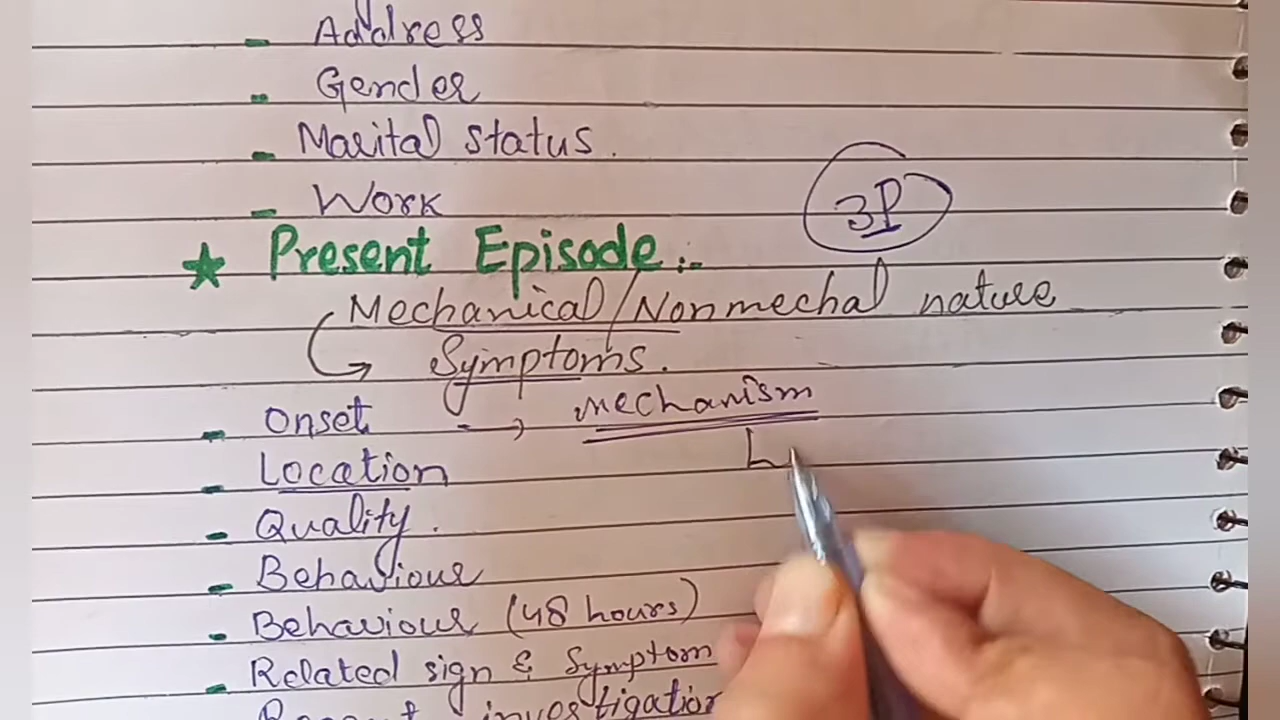 - Address
- Gender
- Marital status.
- Work
3P
★ Present Episode :-
Mechanical/Nonmechal nature
→ Symptoms.
- Onset → mechanism
- Location
- Quality.
- Behaviour
- Behaviour (48 hours)
- Related sign & Symptom
investigation